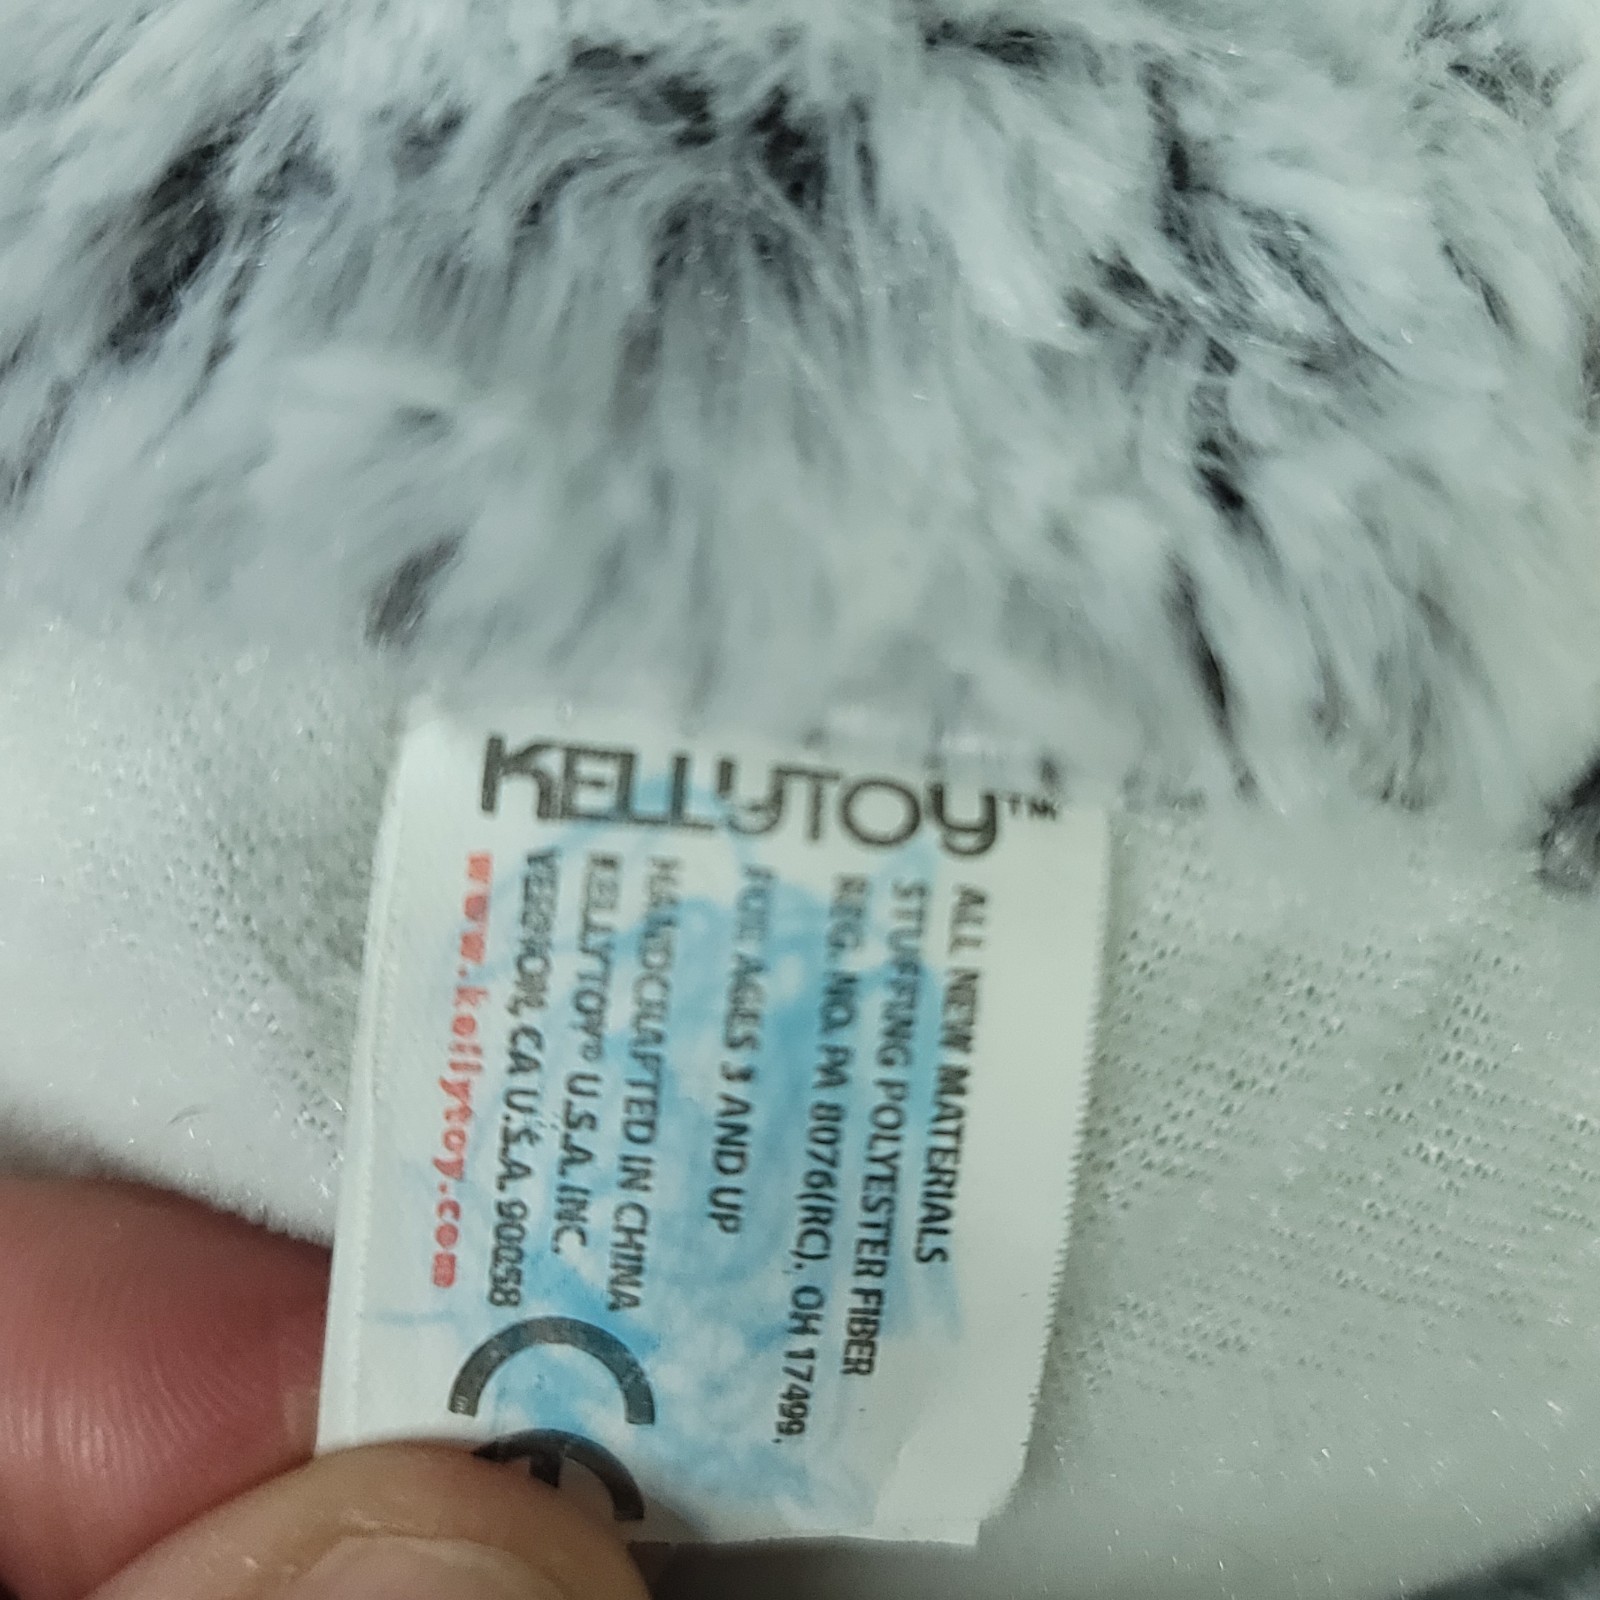 KELLYTOY™
ALL NEW MATERIALS
STUFFING POLYESTER FIBER
REG. NO. PA 8076(RC), OH 17499,
FOR AGES 3 AND UP
HANDCRAFTED IN CHINA
KELLYTOY® U.S.A. INC.
VERNON, CA U.S.A. 90058
www.kellytoy.com
CE